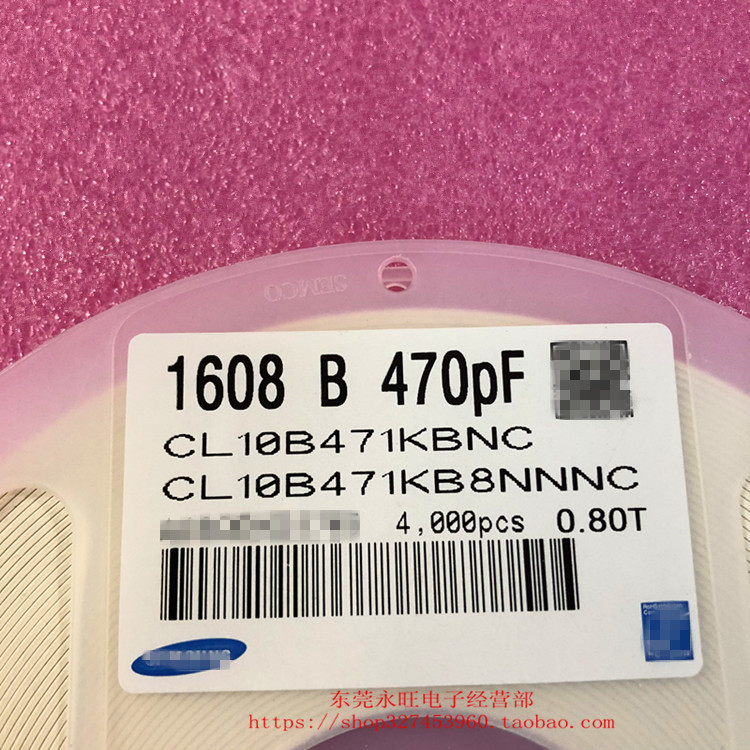 SEMCO
1608 B 470pF
CL10B471KBNC
CL10B471KB8NNNC
4,000pcs 0.80T
东莞永旺电子经营部
https://shop327453960.taobao.com